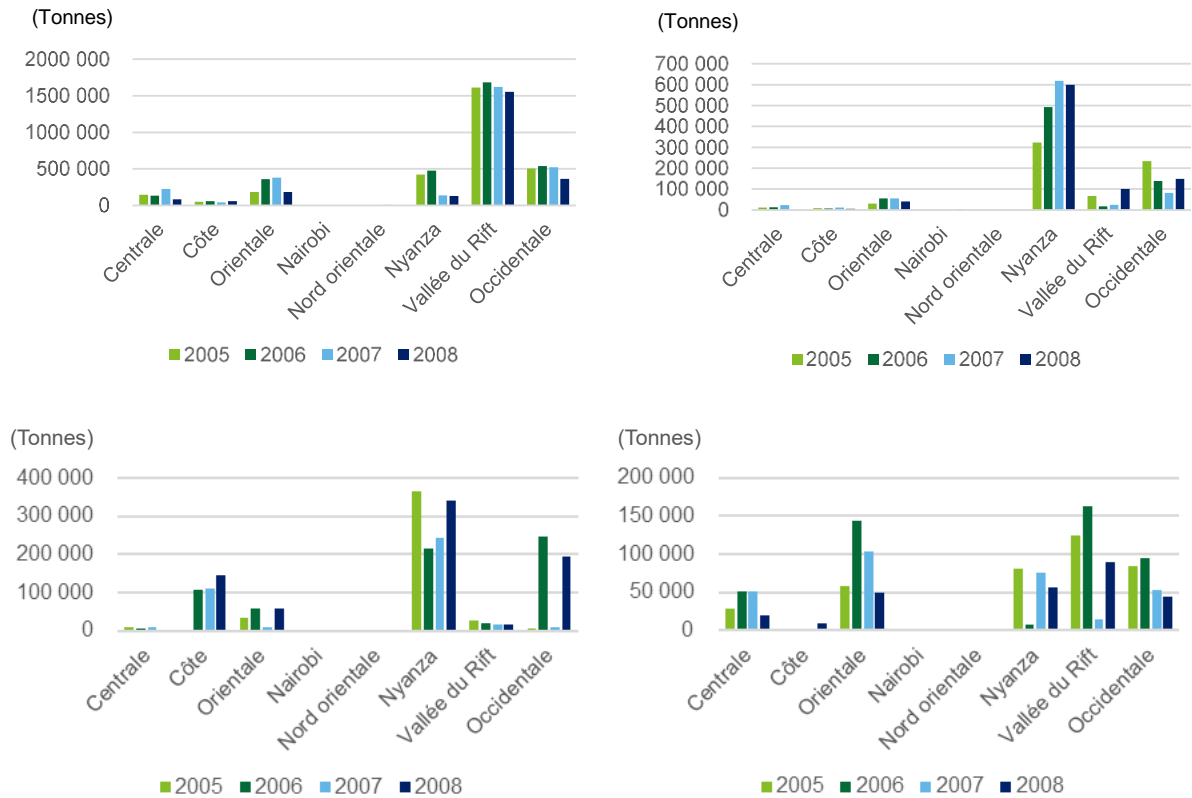 (Tonnes)
2000 000
1500 000
1000 000
500 000
0
Centrale
Côte
Orientale
Nairobi
Nord orientale
Nyanza
Vallée du Rift
Occidentale
2005 2006 2007 2008
(Tonnes)
700 000
600 000
500 000
400 000
300 000
200 000
100 000
0
Centrale
Côte
Orientale
Nairobi
Nord orientale
Nyanza
Vallée du Rift
Occidentale
2005 2006 2007 2008
(Tonnes)
400 000
300 000
200 000
100 000
0
Centrale
Côte
Orientale
Nairobi
Nord orientale
Nyanza
Vallée du Rift
Occidentale
2005 2006 2007 2008
(Tonnes)
200 000
150 000
100 000
50 000
0
Centrale
Côte
Orientale
Nairobi
Nord orientale
Nyanza
Vallée du Rift
Occidentale
2005 2006 2007 2008